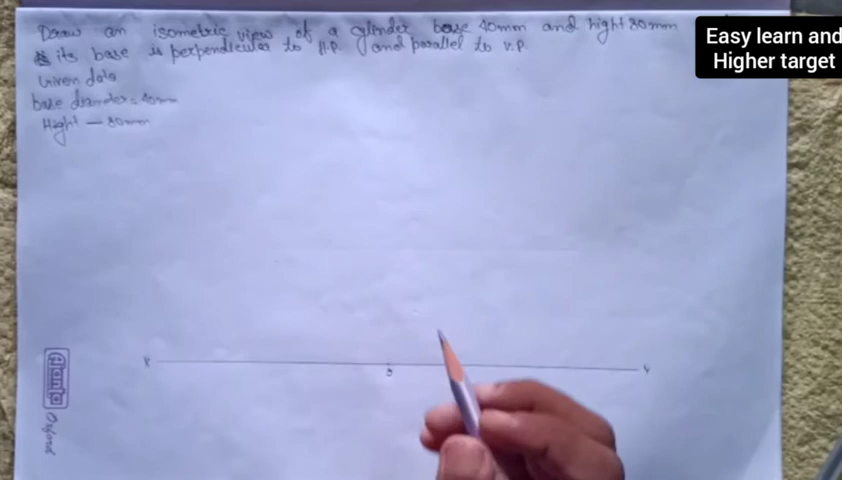 Draw an isometric view of a cylinder base 40mm and hight 80mm
its base is perpendicular to H.P. and parallel to V.P
Given data
base diameter = 40mm
Hight — 80mm
Easy learn and
Higher target
X
Y
O
Oxford